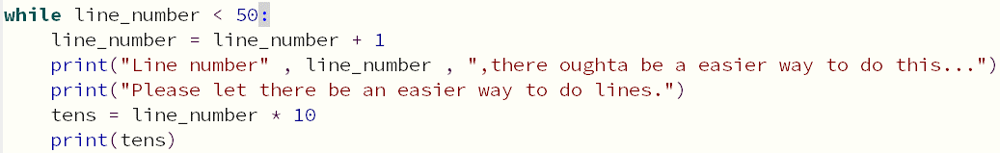 while line_number < 50:
    line_number = line_number + 1
    print("Line number" , line_number , ",there oughta be a easier way to do this...")
    print("Please let there be an easier way to do lines.")
    tens = line_number * 10
    print(tens)